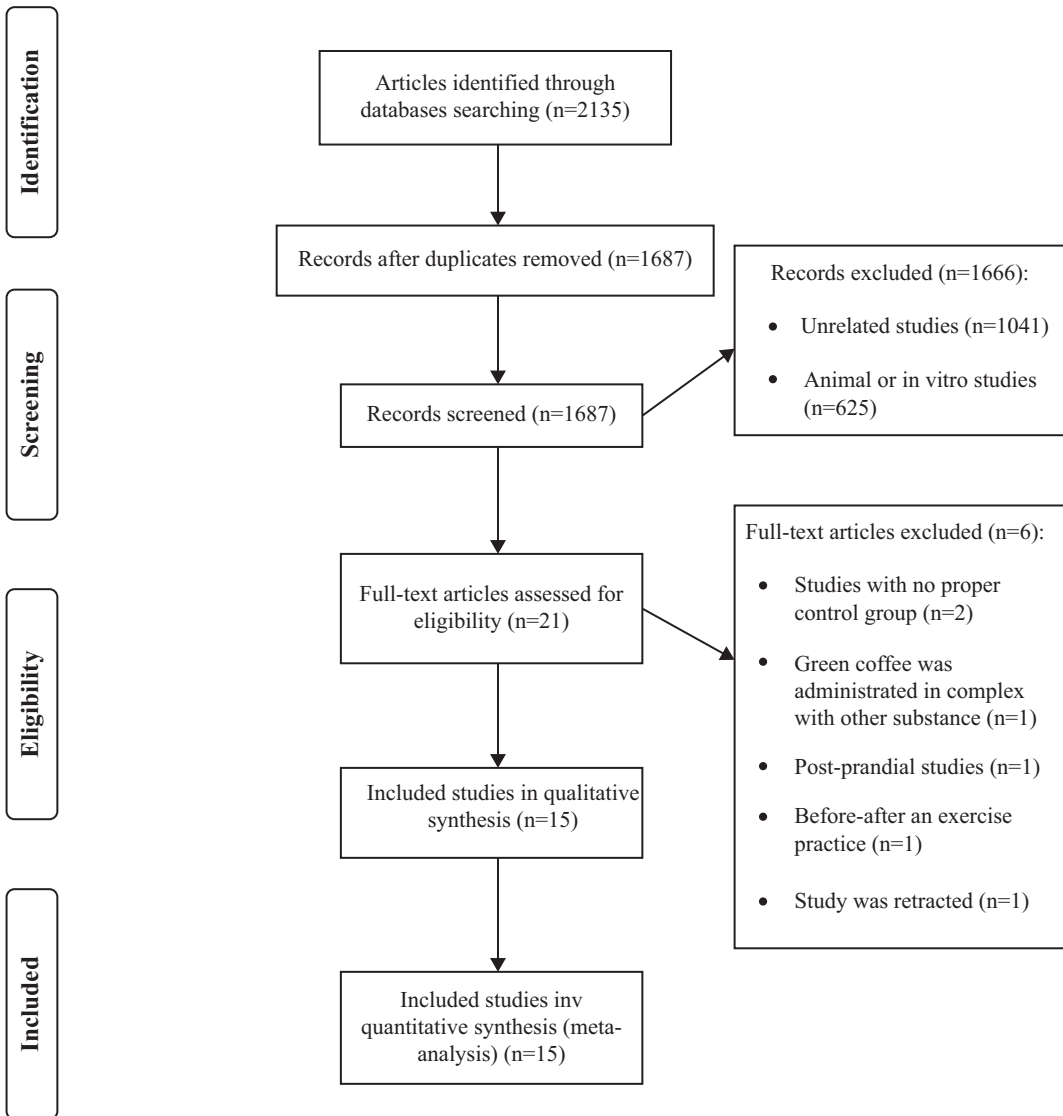 Identification
Articles identified through
databases searching (n=2135)
Records after duplicates removed (n=1687)
Screening
Records screened (n=1687)
Records excluded (n=1666):
• Unrelated studies (n=1041)
• Animal or in vitro studies
(n=625)
Eligibility
Full-text articles assessed for
eligibility (n=21)
Full-text articles excluded (n=6):
• Studies with no proper
control group (n=2)
• Green coffee was
administrated in complex
with other substance (n=1)
• Post-prandial studies (n=1)
• Before-after an exercise
practice (n=1)
• Study was retracted (n=1)
Included studies in qualitative
synthesis (n=15)
Included
Included studies inv
quantitative synthesis (meta-
analysis) (n=15)